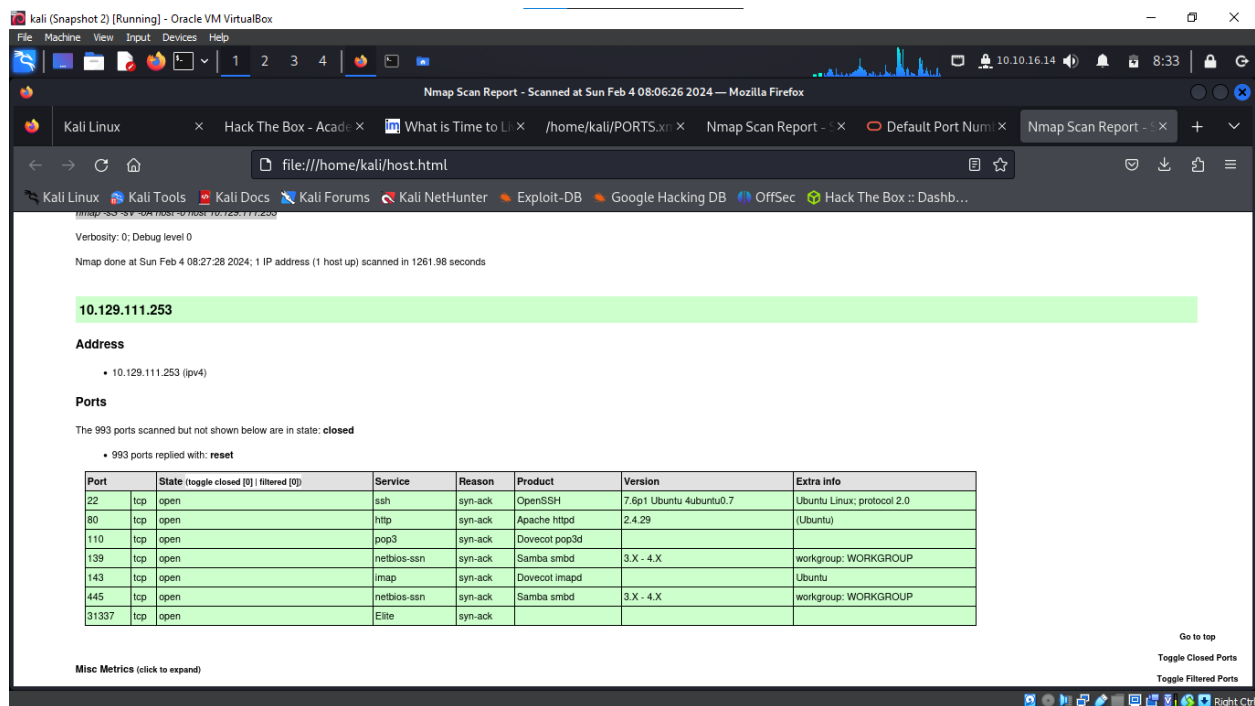 kali (Snapshot 2) [Running] - Oracle VM VirtualBox
File Machine View Input Devices Help
1 2 3 4 10.10.16.14 8:33
Nmap Scan Report - Scanned at Sun Feb 4 08:06:26 2024 — Mozilla Firefox
Kali Linux Hack The Box - Acade What is Time to Li /home/kali/PORTS.xm Nmap Scan Report - S Default Port Num Nmap Scan Report - S
file:///home/kali/host.html
Kali Linux Kali Tools Kali Docs Kali Forums Kali NetHunter Exploit-DB Google Hacking DB OffSec Hack The Box :: Dashb...
nmap -sS -sV -oA host -o host 10.129.111.253
Verbosity: 0; Debug level 0
Nmap done at Sun Feb 4 08:27:28 2024; 1 IP address (1 host up) scanned in 1261.98 seconds
10.129.111.253
Address
• 10.129.111.253 (ipv4)
Ports
The 993 ports scanned but not shown below are in state: closed
• 993 ports replied with: reset
Port State (toggle closed [0] | filtered [0]) Service Reason Product Version Extra info
22 tcp open ssh syn-ack OpenSSH 7.6p1 Ubuntu 4ubuntu0.7 Ubuntu Linux; protocol 2.0
80 tcp open http syn-ack Apache httpd 2.4.29 (Ubuntu)
110 tcp open pop3 syn-ack Dovecot pop3d
139 tcp open netbios-ssn syn-ack Samba smbd 3.X - 4.X workgroup: WORKGROUP
143 tcp open imap syn-ack Dovecot imapd Ubuntu
445 tcp open netbios-ssn syn-ack Samba smbd 3.X - 4.X workgroup: WORKGROUP
31337 tcp open Elite syn-ack
Go to top
Toggle Closed Ports
Misc Metrics (click to expand)
Toggle Filtered Ports
Right Ctrl